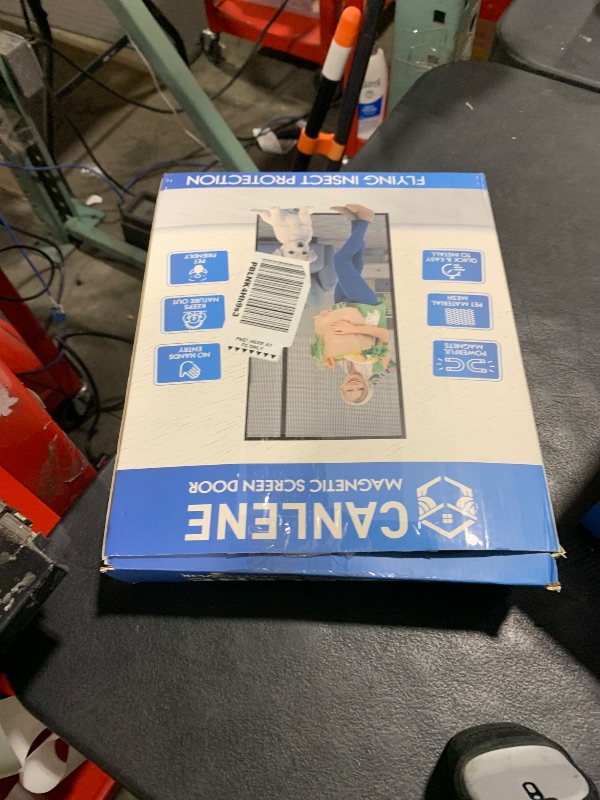 CANLENE
MAGNETIC SCREEN DOOR
POWERFUL
MAGNETS
PET MATERIAL
MESH
QUICK & EASY
TO INSTALL
NO HANDS
ENTRY
KEEPS
NATURE OUT
PET
FRIENDLY
FLYING INSECT PROTECTION